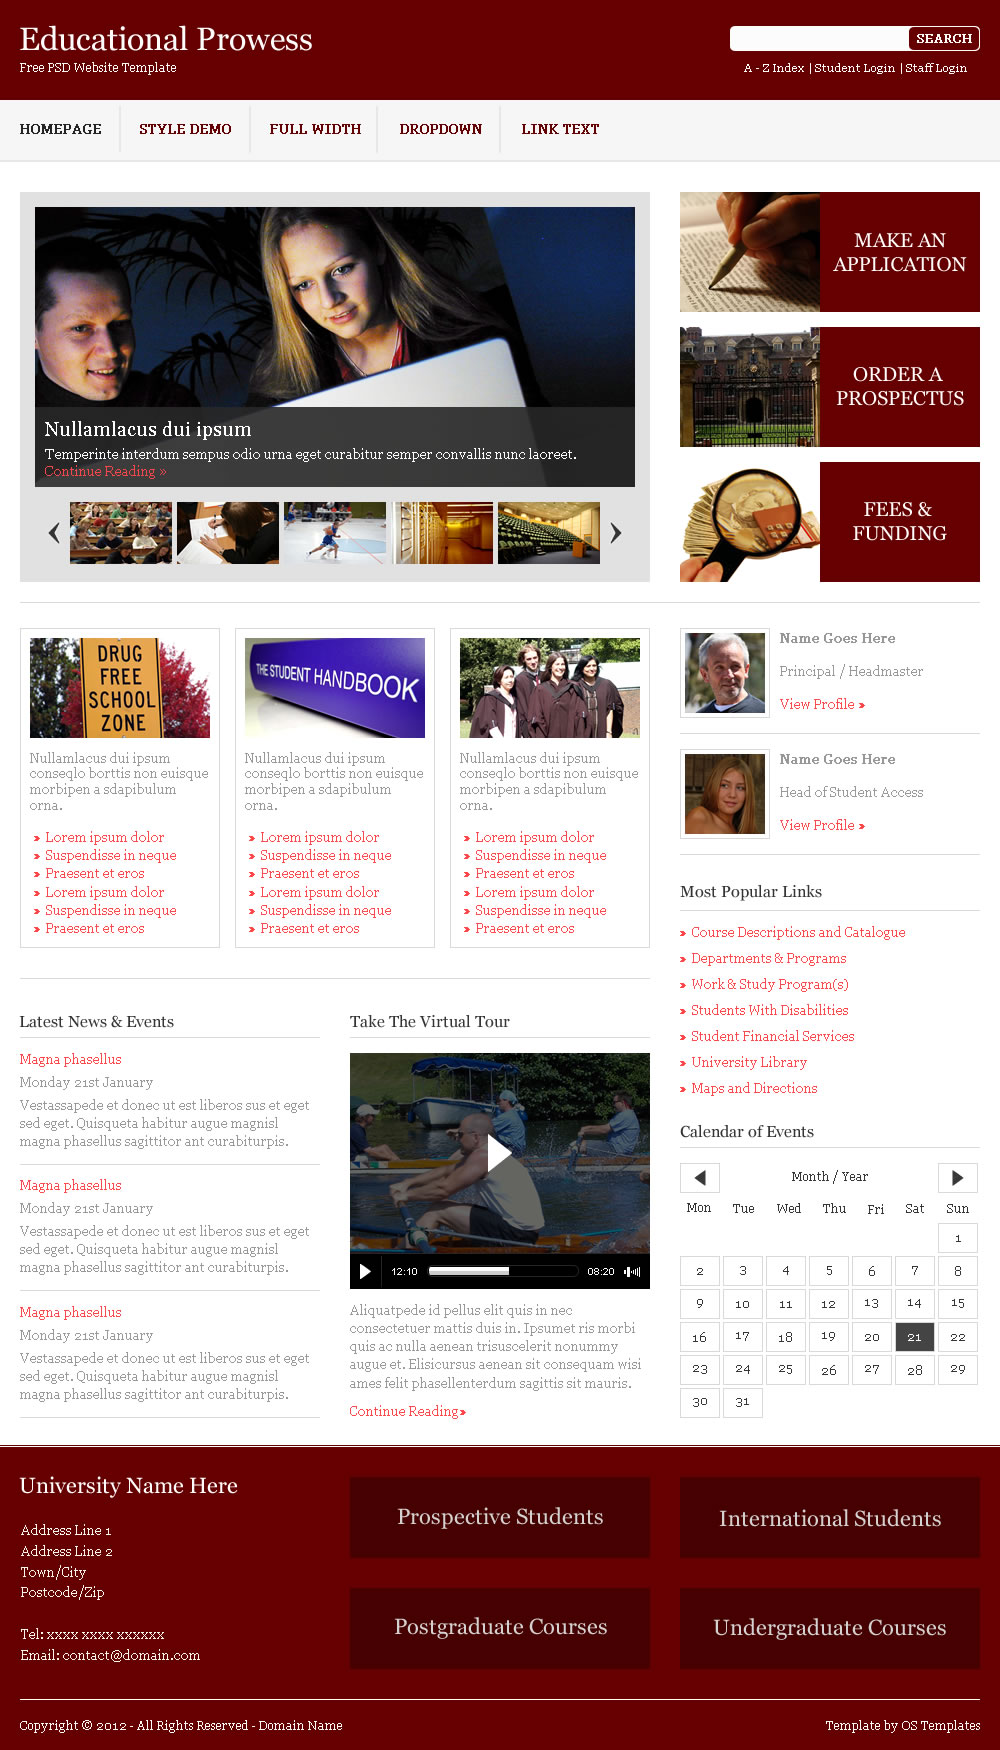 Educational Prowess
Free PSD Website Template
SEARCH
A - Z Index | Student Login | Staff Login
HOMEPAGE
STYLE DEMO
FULL WIDTH
DROPDOWN
LINK TEXT
Nullamlacus dui ipsum
Temperinte interdum sempus odio urna eget curabitur semper convallis nunc laoreet.
Continue Reading »
MAKE AN
APPLICATION
ORDER A
PROSPECTUS
FEES &
FUNDING
DRUG
FREE
SCHOOL
ZONE
Nullamlacus dui ipsum
conseqlo borttis non euisque
morbipen a sdapibulum
orna.
» Lorem ipsum dolor
» Suspendisse in neque
» Praesent et eros
» Lorem ipsum dolor
» Suspendisse in neque
» Praesent et eros
THE STUDENT HANDBOOK
Nullamlacus dui ipsum
conseqlo borttis non euisque
morbipen a sdapibulum
orna.
» Lorem ipsum dolor
» Suspendisse in neque
» Praesent et eros
» Lorem ipsum dolor
» Suspendisse in neque
» Praesent et eros
Nullamlacus dui ipsum
conseqlo borttis non euisque
morbipen a sdapibulum
orna.
» Lorem ipsum dolor
» Suspendisse in neque
» Praesent et eros
» Lorem ipsum dolor
» Suspendisse in neque
» Praesent et eros
Name Goes Here
Principal / Headmaster
View Profile »
Name Goes Here
Head of Student Access
View Profile »
Most Popular Links
» Course Descriptions and Catalogue
» Departments & Programs
» Work & Study Program(s)
» Students With Disabilities
» Student Financial Services
» University Library
» Maps and Directions
Latest News & Events
Magna phasellus
Monday 21st January
Vestassapede et donec ut est liberos sus et eget
sed eget. Quisqueta habitur augue magnisl
magna phasellus sagittitor ant curabiturpis.
Magna phasellus
Monday 21st January
Vestassapede et donec ut est liberos sus et eget
sed eget. Quisqueta habitur augue magnisl
magna phasellus sagittitor ant curabiturpis.
Magna phasellus
Monday 21st January
Vestassapede et donec ut est liberos sus et eget
sed eget. Quisqueta habitur augue magnisl
magna phasellus sagittitor ant curabiturpis.
Take The Virtual Tour
12:10
08:20
Aliquatpede id pellus elit quis in nec
consectetuer mattis duis in. Ipsumet ris morbi
quis ac nulla aenean trisuscelerit nonummy
augue et. Elisicursus aenean sit consequam wisi
ames felit phasellenterdum sagittis sit mauris.
Continue Reading»
Calendar of Events
Month / Year
Mon Tue Wed Thu Fri Sat Sun
1
2 3 4 5 6 7 8
9 10 11 12 13 14 15
16 17 18 19 20 21 22
23 24 25 26 27 28 29
30 31
University Name Here
Address Line 1
Address Line 2
Town/City
Postcode/Zip
Tel: xxxx xxxx xxxxxx
Email: contact@domain.com
Prospective Students
International Students
Postgraduate Courses
Undergraduate Courses
Copyright © 2012 - All Rights Reserved - Domain Name
Template by OS Templates